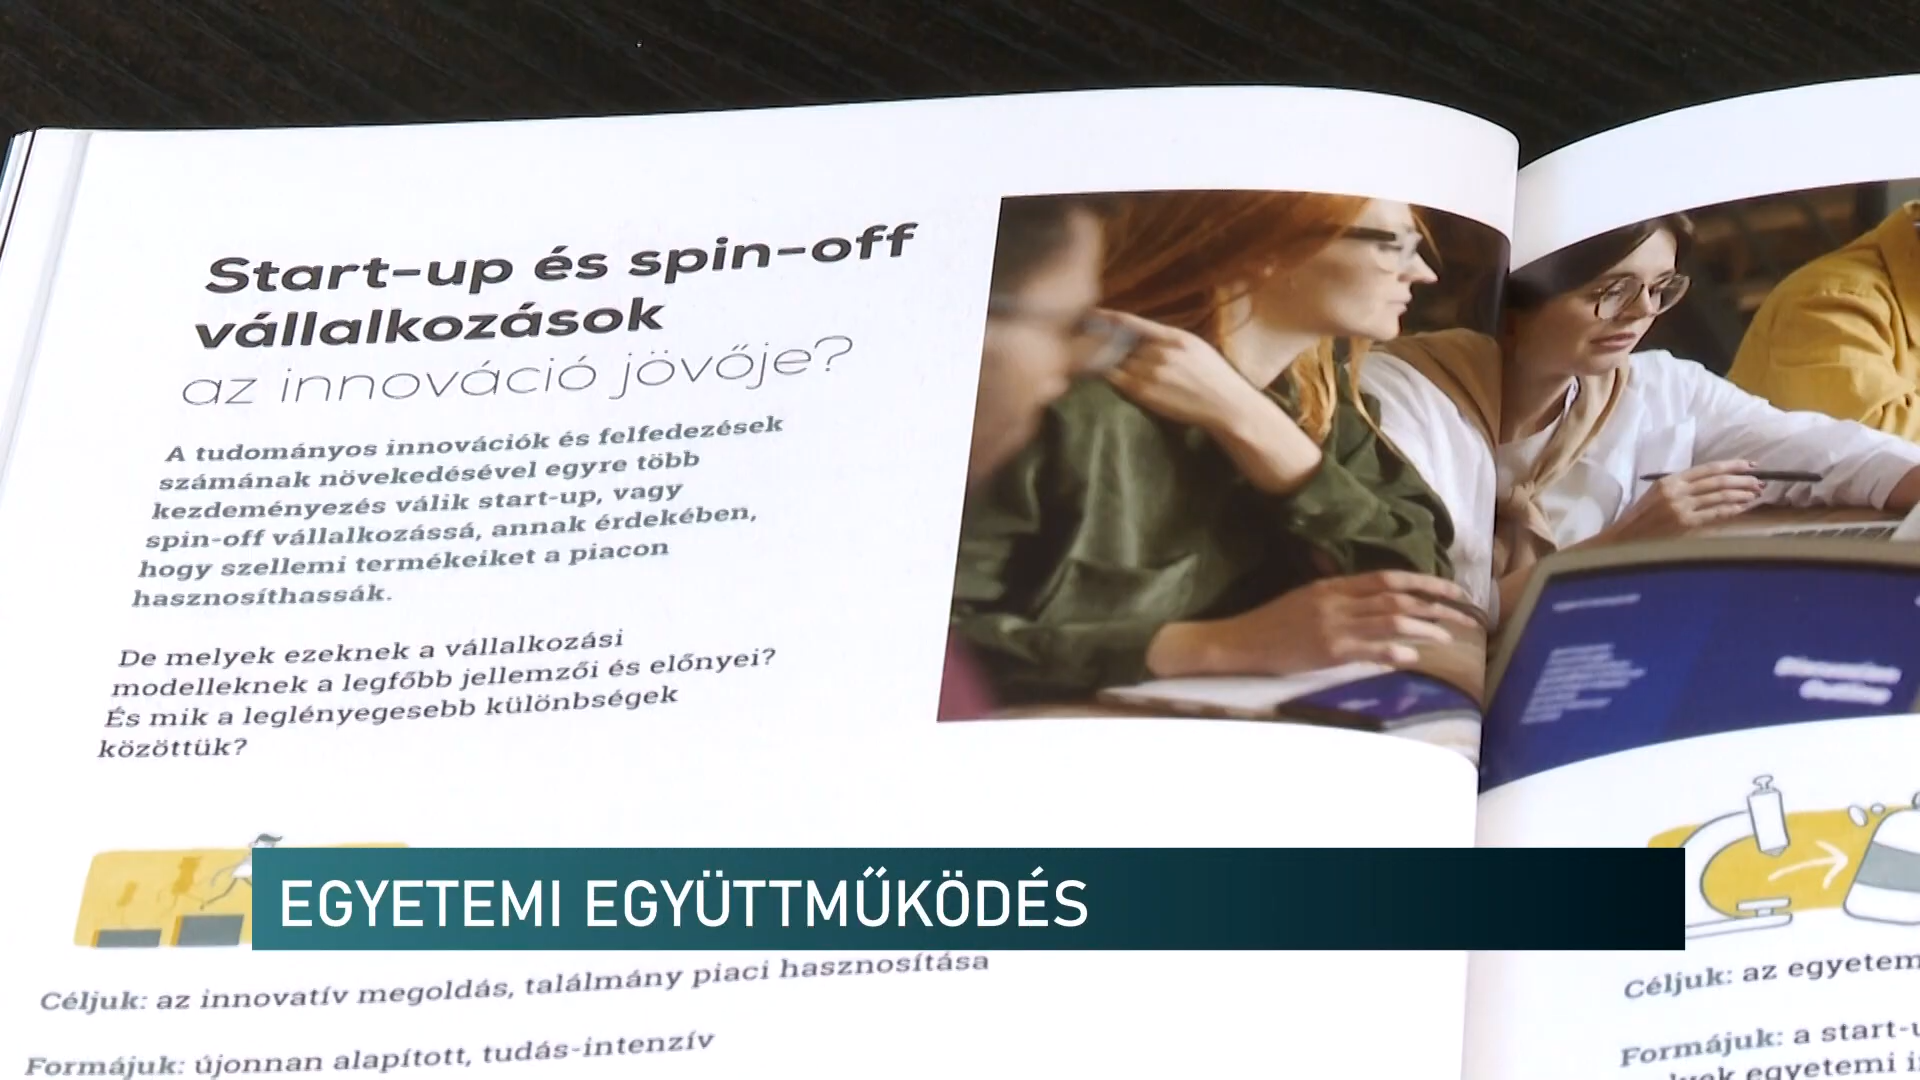 Start-up és spin-off
vállalkozások
az innováció jövője?
A tudományos innovációk és felfedezések
számának növekedésével egyre több
kezdeményezés válik start-up, vagy
spin-off vállalkozássá, annak érdekében,
hogy szellemi termékeiket a piacon
hasznosíthassák.
De melyek ezeknek a vállalkozási
modelleknek a legfőbb jellemzői és előnyei?
És mik a leglényegesebb különbségek
közöttük?
EGYETEMI EGYÜTTMŰKÖDÉS
Céljuk: az innovatív megoldás, találmány piaci hasznosítása
Formájuk: újonnan alapított, tudás-intenzív
Céljuk: az egyetem
Formájuk: a start-u
egyetemi i